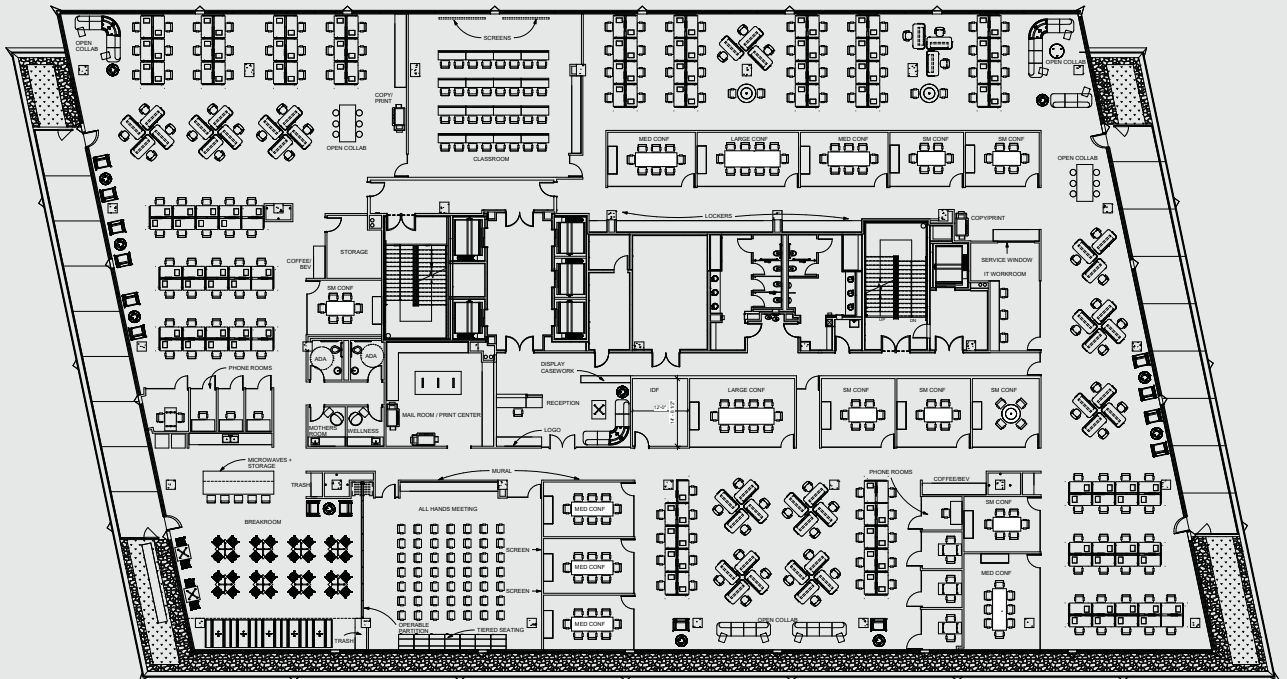 OPEN
COLLAB
SCREENS
COPY/
PRINT
OPEN COLLAB
CLASSROOM
OPEN COLLAB
MED CONF
LARGE CONF
MED CONF
SM CONF
SM CONF
OPEN COLLAB
LOCKERS
COPY/PRINT
STORAGE
COFFEE/
BEV
SERVICE WINDOW
IT WORKROOM
SM CONF
UP
DN
ADA
ADA
PHONE ROOMS
DISPLAY
CASEWORK
MAIL ROOM / PRINT CENTER
RECEPTION
IDF
12'-0"
LARGE CONF
SM CONF
SM CONF
SM CONF
MOTHERS
ROOM
WELLNESS
LOGO
MICROWAVES +
STORAGE
TRASH
MURAL
PHONE ROOMS
COFFEE/BEV
BREAKROOM
ALL HANDS MEETING
MED CONF
SM CONF
SCREEN
MED CONF
SCREEN
MED CONF
MED CONF
OPERABLE
PARTITION
TRASH
TIERED SEATING
OPEN COLLAB